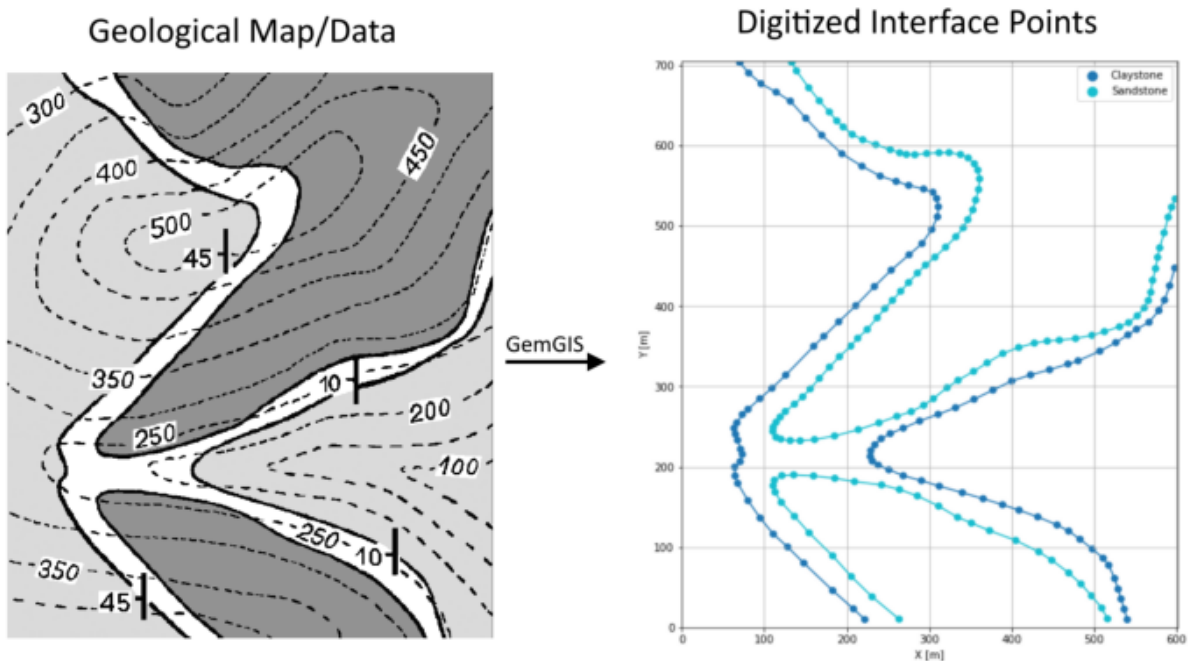 Geological Map/Data
300
400
450
500
45
350
10
250
200
100
250
10
350
45
GemGIS
Digitized Interface Points
Claystone
Sandstone
700
600
500
400
300
200
100
0
Y [m]
0 100 200 300 400 500 600
X [m]